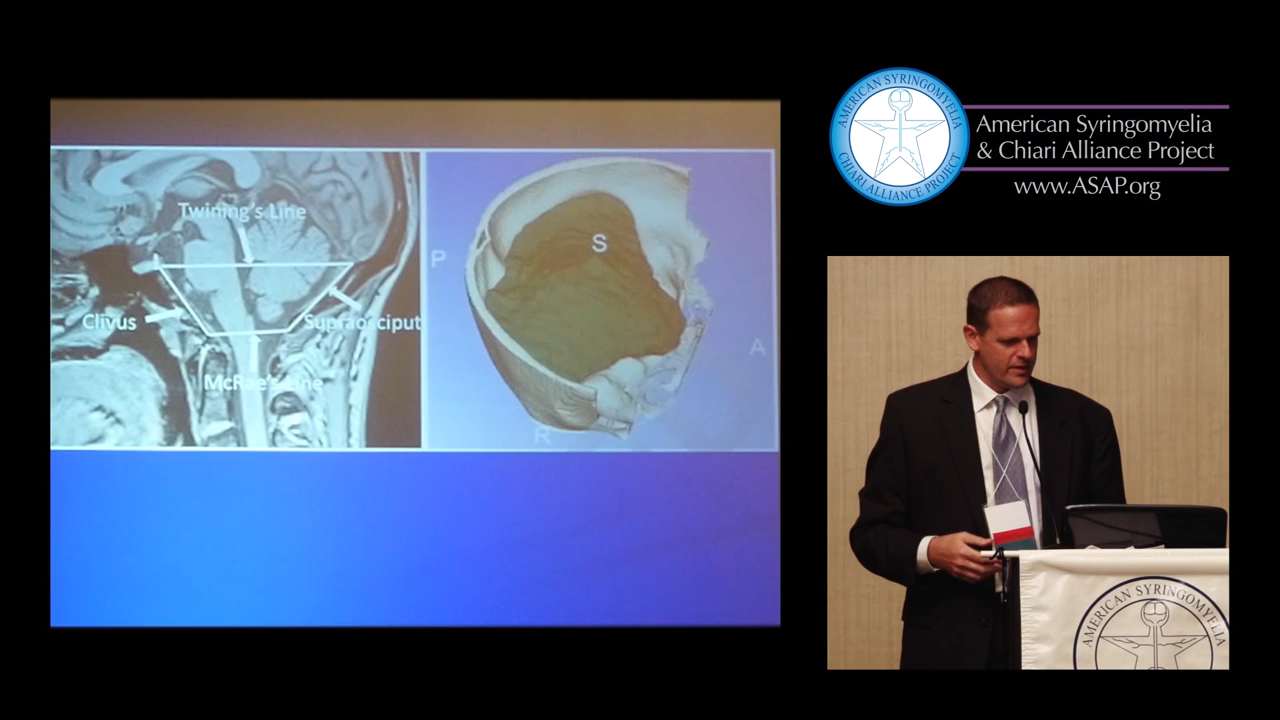 Twining's Line
Clivus
Supraocciput
McRae's Line
S
P
A
R
AMERICAN SYRINGOMYELIA
CHIARI ALLIANCE PROJECT
American Syringomyelia
& Chiari Alliance Project
www.ASAP.org
AMERICAN SYRINGOMYELIA